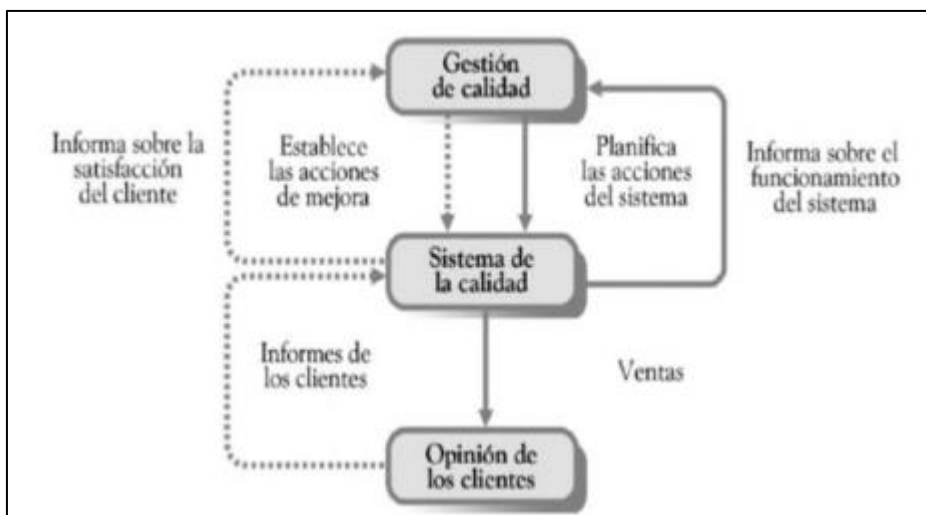 Gestión
de calidad
Informa sobre la
satisfacción
del cliente
Establece
las acciones
de mejora
Planifica
las acciones
del sistema
Informa sobre el
funcionamiento
del sistema
Sistema de
la calidad
Informes de
los clientes
Ventas
Opinión de
los clientes